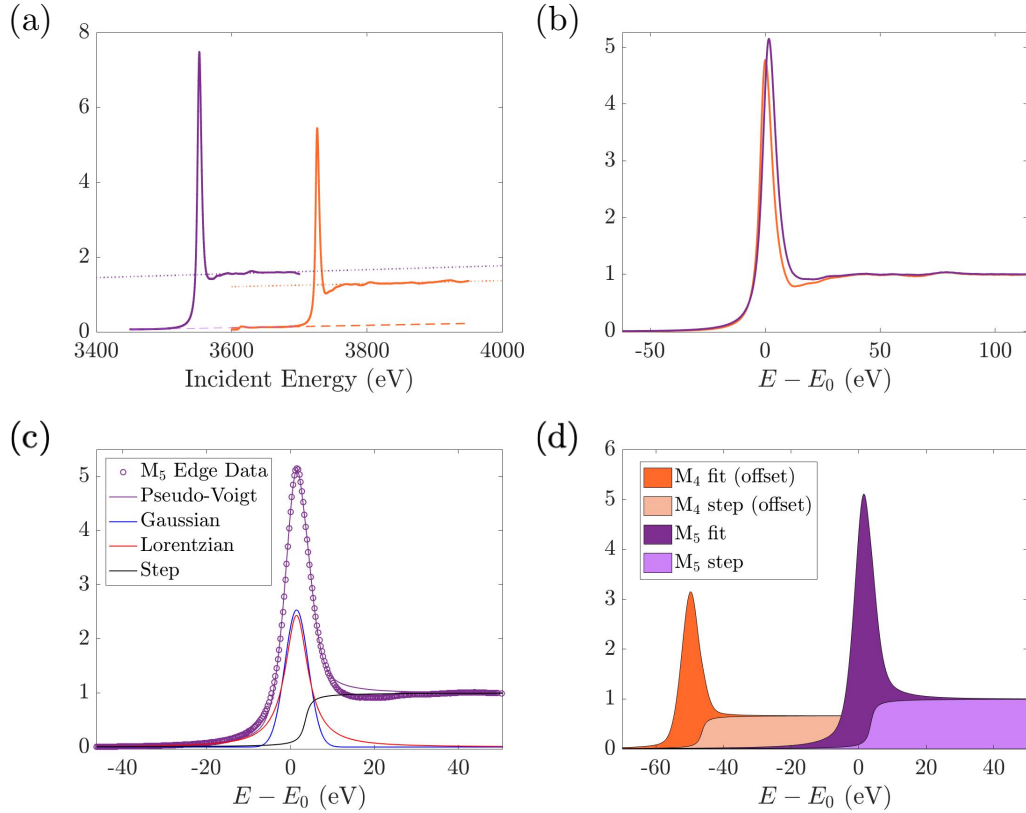 (a)
8
6
4
2
0
3400 3600 3800 4000
Incident Energy (eV)
(b)
5
4
3
2
1
0
-50 0 50 100
E − E₀ (eV)
(c)
5
4
3
2
1
0
M₅ Edge Data
Pseudo-Voigt
Gaussian
Lorentzian
Step
-40 -20 0 20 40
E − E₀ (eV)
(d)
6
5
4
3
2
1
0
M₄ fit (offset)
M₄ step (offset)
M₅ fit
M₅ step
-60 -40 -20 0 20 40
E − E₀ (eV)